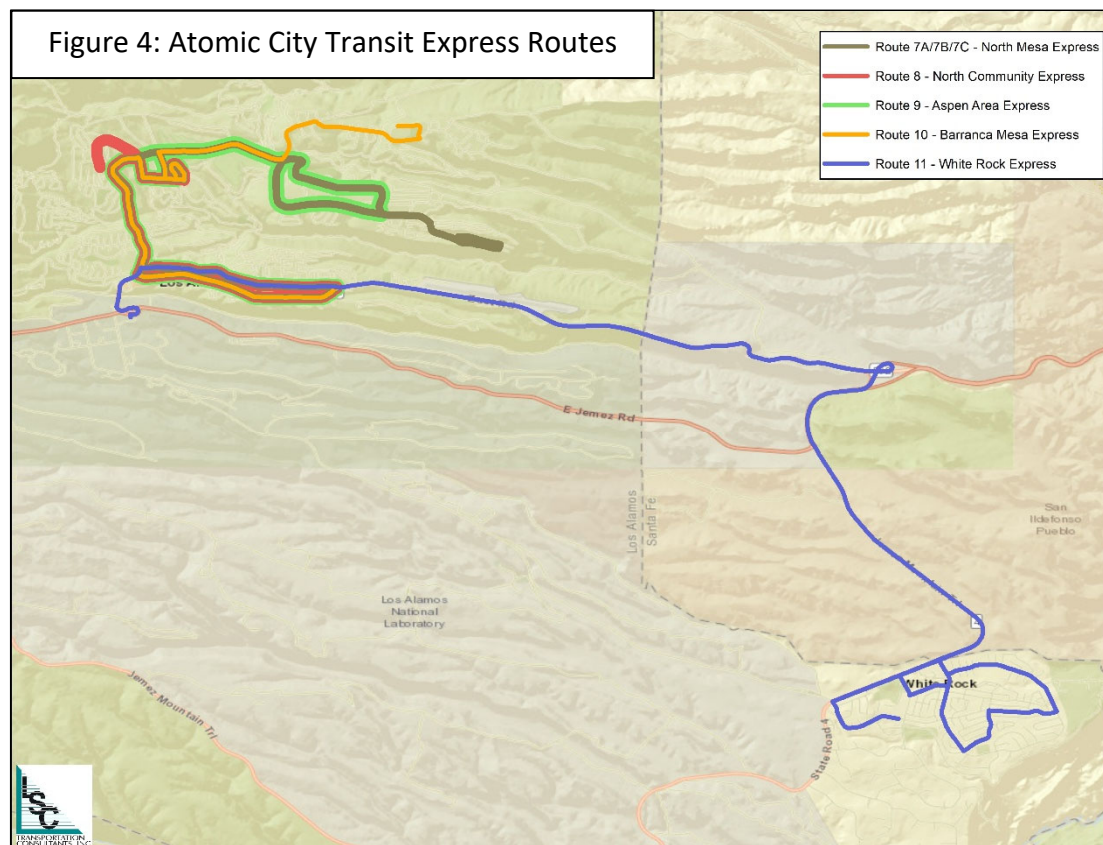 Figure 4: Atomic City Transit Express Routes
Route 7A/7B/7C - North Mesa Express
Route 8 - North Community Express
Route 9 - Aspen Area Express
Route 10 - Barranca Mesa Express
Route 11 - White Rock Express
Los
E Jemez Rd
Los Alamos
Santa Fe
San
Ildefonso
Pueblo
Los Alamos
National
Laboratory
4
White Rock
Jemez Mountain Trl
State Road 4
LSC
TRANSPORTATION
CONSULTANTS, INC.